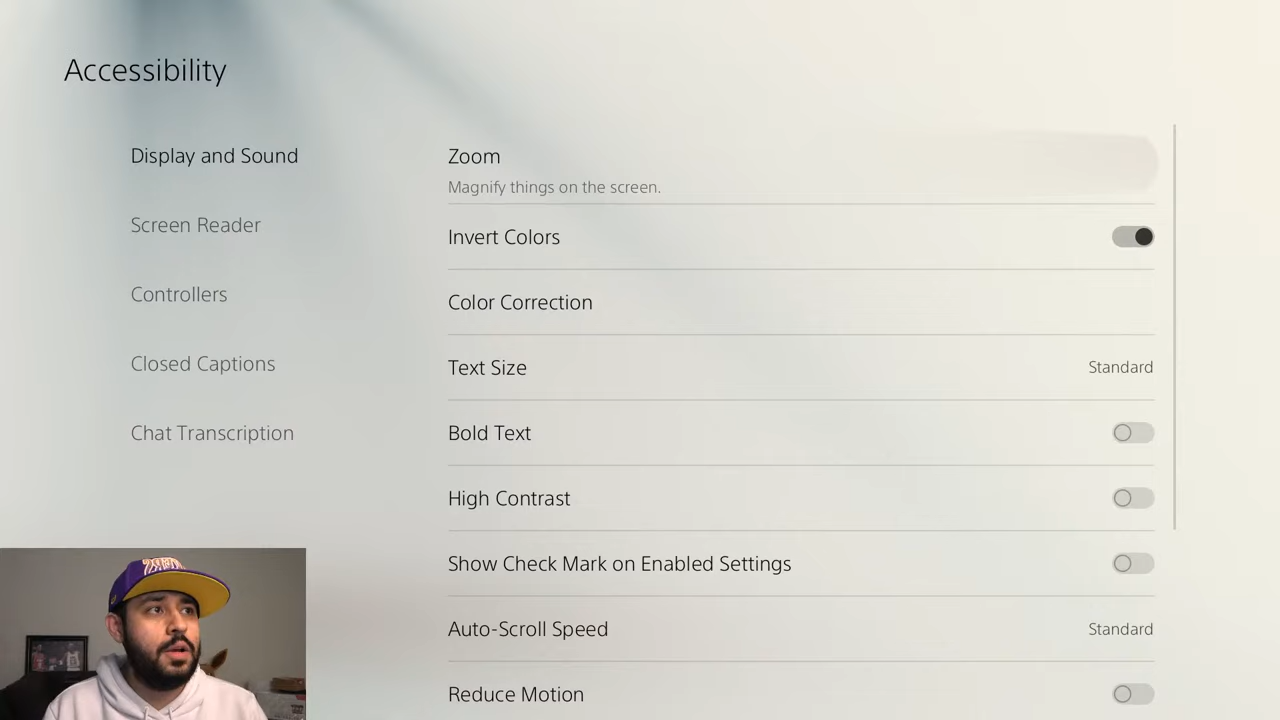 Accessibility
Display and Sound
Screen Reader
Controllers
Closed Captions
Chat Transcription
Zoom
Magnify things on the screen.
Invert Colors
Color Correction
Text Size
Standard
Bold Text
High Contrast
Show Check Mark on Enabled Settings
Auto-Scroll Speed
Standard
Reduce Motion